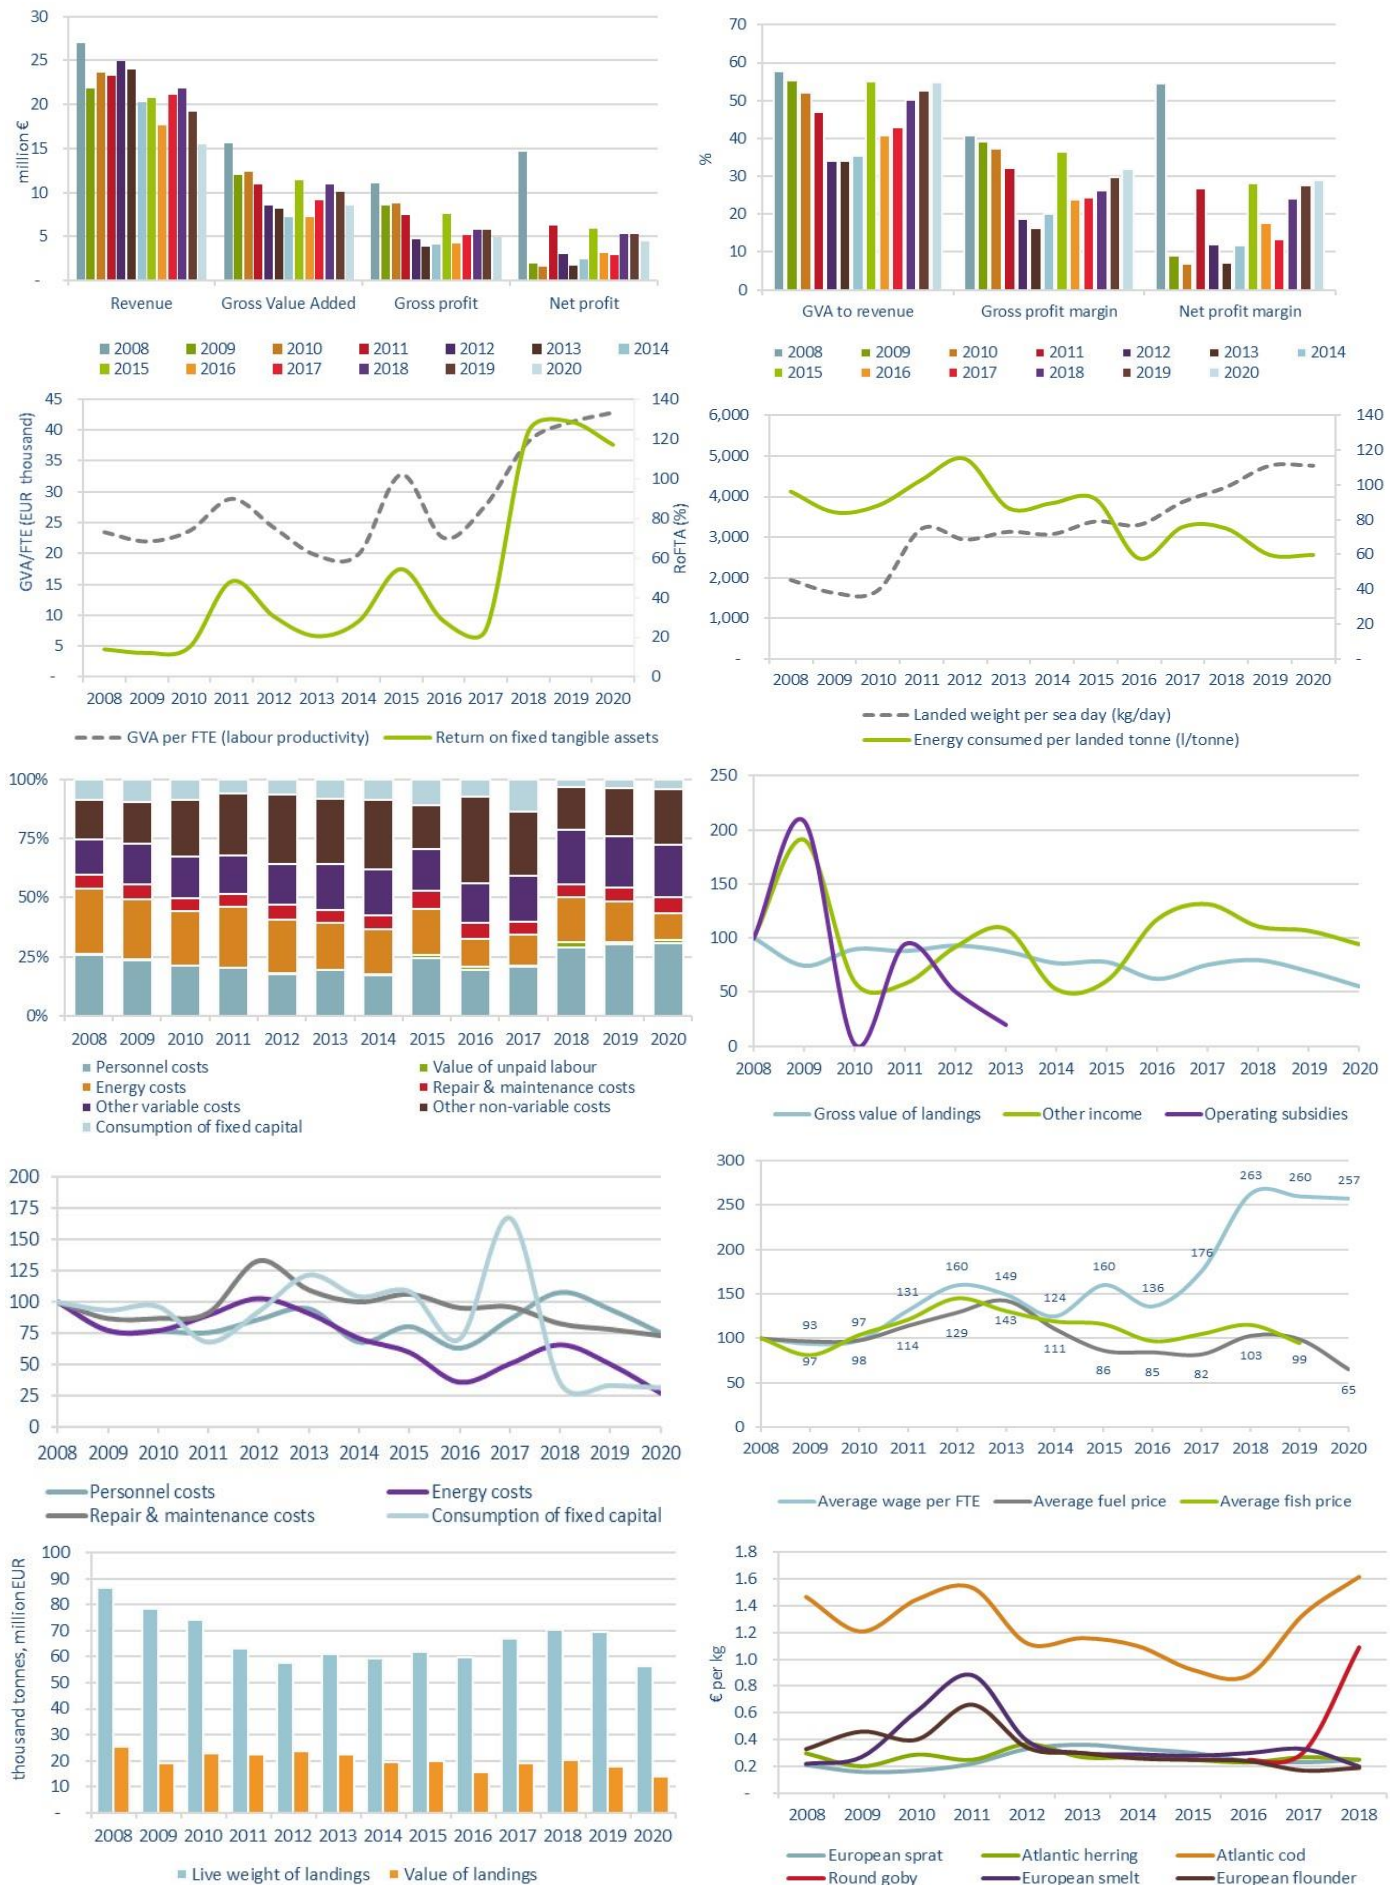 30
25
20
15
10
5
-
million €
Revenue Gross Value Added Gross profit Net profit
2008 2009 2010 2011 2012 2013 2014
2015 2016 2017 2018 2019 2020
70
60
50
40
30
20
10
0
%
GVA to revenue Gross profit margin Net profit margin
2008 2009 2010 2011 2012 2013 2014
2015 2016 2017 2018 2019 2020
45
40
35
30
25
20
15
10
5
-
GVA/FTE (EUR thousand)
140
120
100
80
60
40
20
0
RoFTA (%)
2008 2009 2010 2011 2012 2013 2014 2015 2016 2017 2018 2019 2020
GVA per FTE (labour productivity) Return on fixed tangible assets
6,000
5,000
4,000
3,000
2,000
1,000
-
140
120
100
80
60
40
20
-
2008 2009 2010 2011 2012 2013 2014 2015 2016 2017 2018 2019 2020
Landed weight per sea day (kg/day)
Energy consumed per landed tonne (l/tonne)
100%
75%
50%
25%
0%
2008 2009 2010 2011 2012 2013 2014 2015 2016 2017 2018 2019 2020
Personnel costs Value of unpaid labour
Energy costs Repair & maintenance costs
Other variable costs Other non-variable costs
Consumption of fixed capital
250
200
150
100
50
0
2008 2009 2010 2011 2012 2013 2014 2015 2016 2017 2018 2019 2020
Gross value of landings Other income Operating subsidies
200
175
150
125
100
75
50
25
0
2008 2009 2010 2011 2012 2013 2014 2015 2016 2017 2018 2019 2020
Personnel costs Energy costs
Repair & maintenance costs Consumption of fixed capital
300
250
200
150
100
50
0
93 97 131 160 149 124 160 136 176 263 260 257
97 98 114 129 143 111 86 85 82 103 99 65
2008 2009 2010 2011 2012 2013 2014 2015 2016 2017 2018 2019 2020
Average wage per FTE Average fuel price Average fish price
100
90
80
70
60
50
40
30
20
10
-
thousand tonnes, million EUR
2008 2009 2010 2011 2012 2013 2014 2015 2016 2017 2018 2019 2020
Live weight of landings Value of landings
1.8
1.6
1.4
1.2
1.0
0.8
0.6
0.4
0.2
-
€ per kg
2008 2009 2010 2011 2012 2013 2014 2015 2016 2017 2018
European sprat Atlantic herring Atlantic cod
Round goby European smelt European flounder